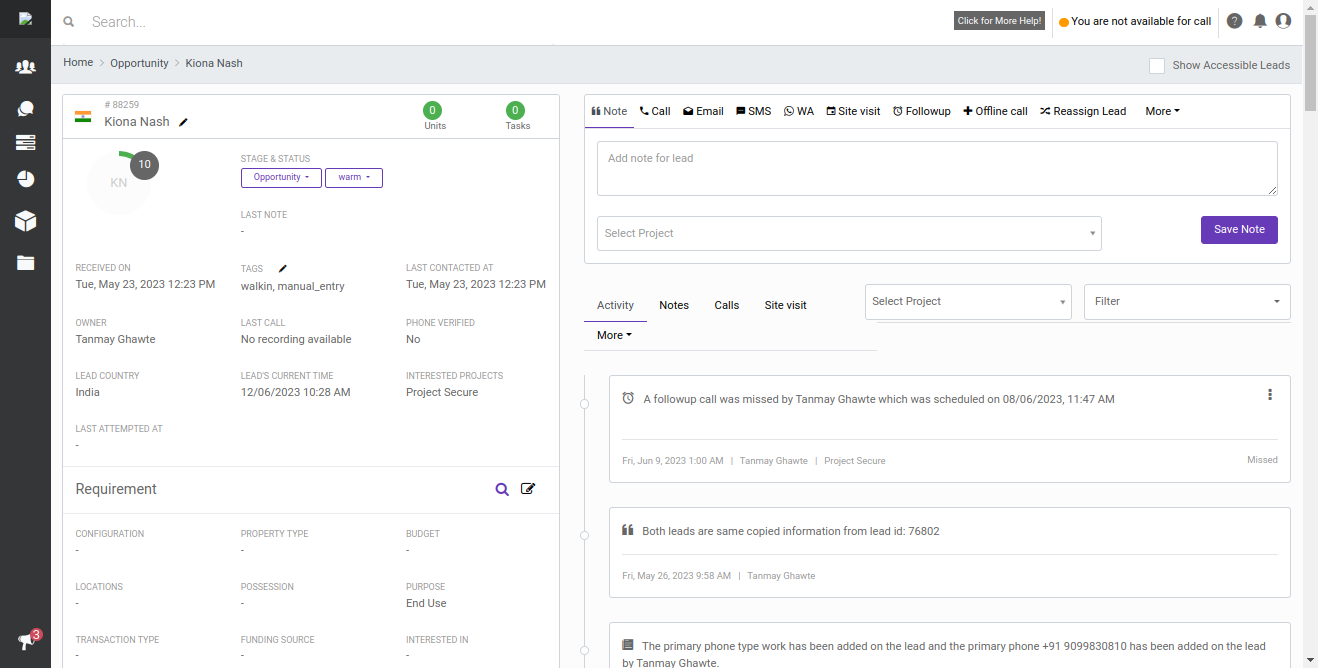 Search...
Click for More Help!
You are not available for call
?
Home > Opportunity > Kiona Nash
Show Accessible Leads
# 88259
Kiona Nash
0
Units
0
Tasks
KN
10
STAGE & STATUS
Opportunity
warm
LAST NOTE
-
RECEIVED ON
Tue, May 23, 2023 12:23 PM
TAGS
walkin, manual_entry
LAST CONTACTED AT
Tue, May 23, 2023 12:23 PM
OWNER
Tanmay Ghawte
LAST CALL
No recording available
PHONE VERIFIED
No
LEAD COUNTRY
India
LEAD'S CURRENT TIME
12/06/2023 10:28 AM
INTERESTED PROJECTS
Project Secure
LAST ATTEMPTED AT
-
Requirement
CONFIGURATION
-
PROPERTY TYPE
-
BUDGET
-
LOCATIONS
-
POSSESSION
-
PURPOSE
End Use
TRANSACTION TYPE
-
FUNDING SOURCE
-
INTERESTED IN
-
3
Note Call Email SMS WA Site visit Followup Offline call Reassign Lead More
Add note for lead
Select Project
Save Note
Activity Notes Calls Site visit
More
Select Project
Filter
A followup call was missed by Tanmay Ghawte which was scheduled on 08/06/2023, 11:47 AM
Fri, Jun 9, 2023 1:00 AM | Tanmay Ghawte | Project Secure
Missed
Both leads are same copied information from lead id: 76802
Fri, May 26, 2023 9:58 AM | Tanmay Ghawte
The primary phone type work has been added on the lead and the primary phone +91 9099830810 has been added on the lead
by Tanmay Ghawte.